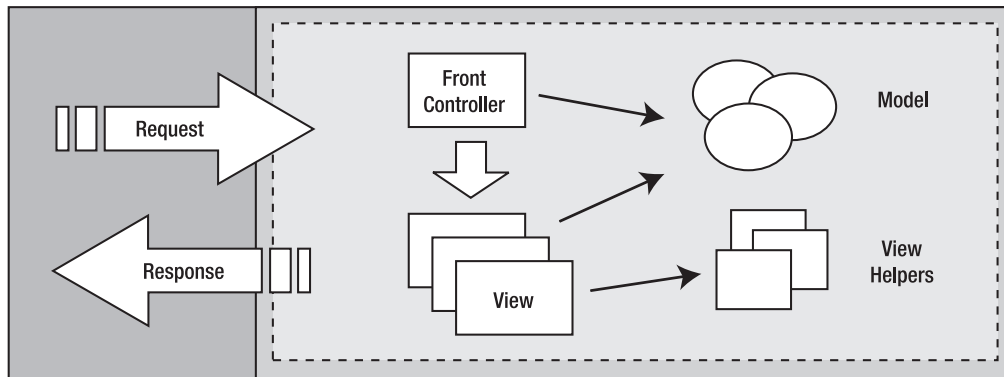 Front
Controller
Model
Request
Response
View
View
Helpers